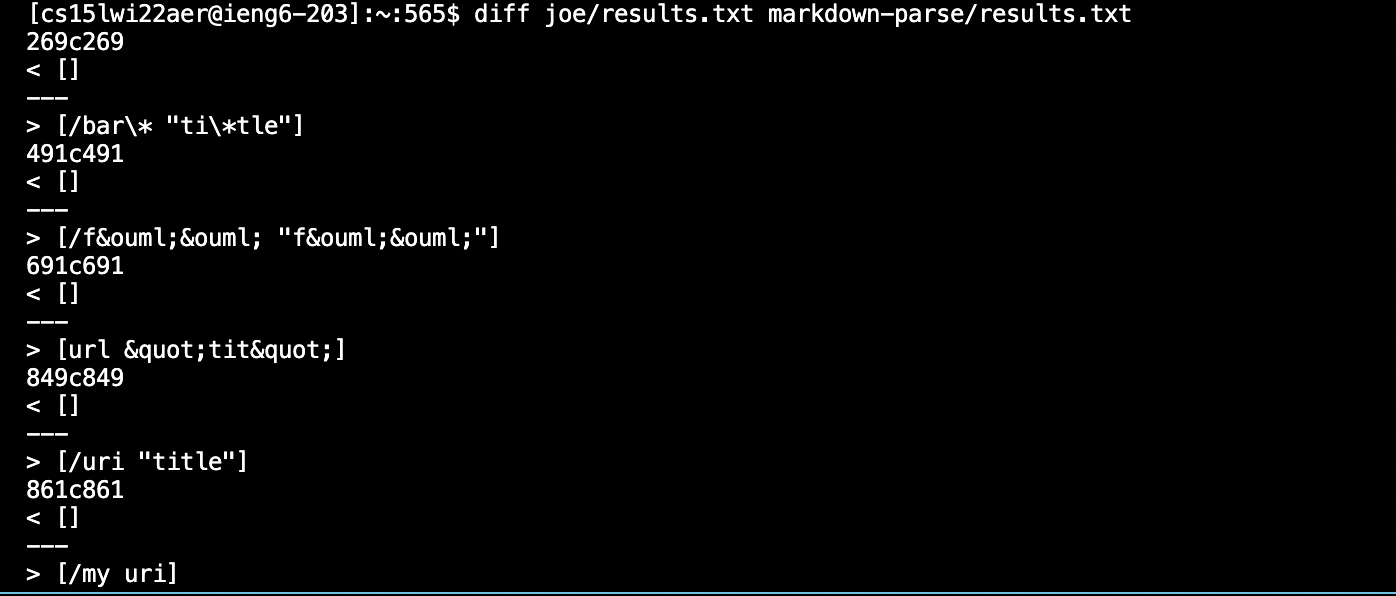 [cs15lwi22aer@ieng6-203]:~:565$ diff joe/results.txt markdown-parse/results.txt
269c269
< []
---
> [/bar\* "ti\*tle"]
491c491
< []
---
> [/f&ouml;&ouml; "f&ouml;&ouml;"]
691c691
< []
---
> [url &quot;tit&quot;]
849c849
< []
---
> [/uri "title"]
861c861
< []
---
> [/my uri]